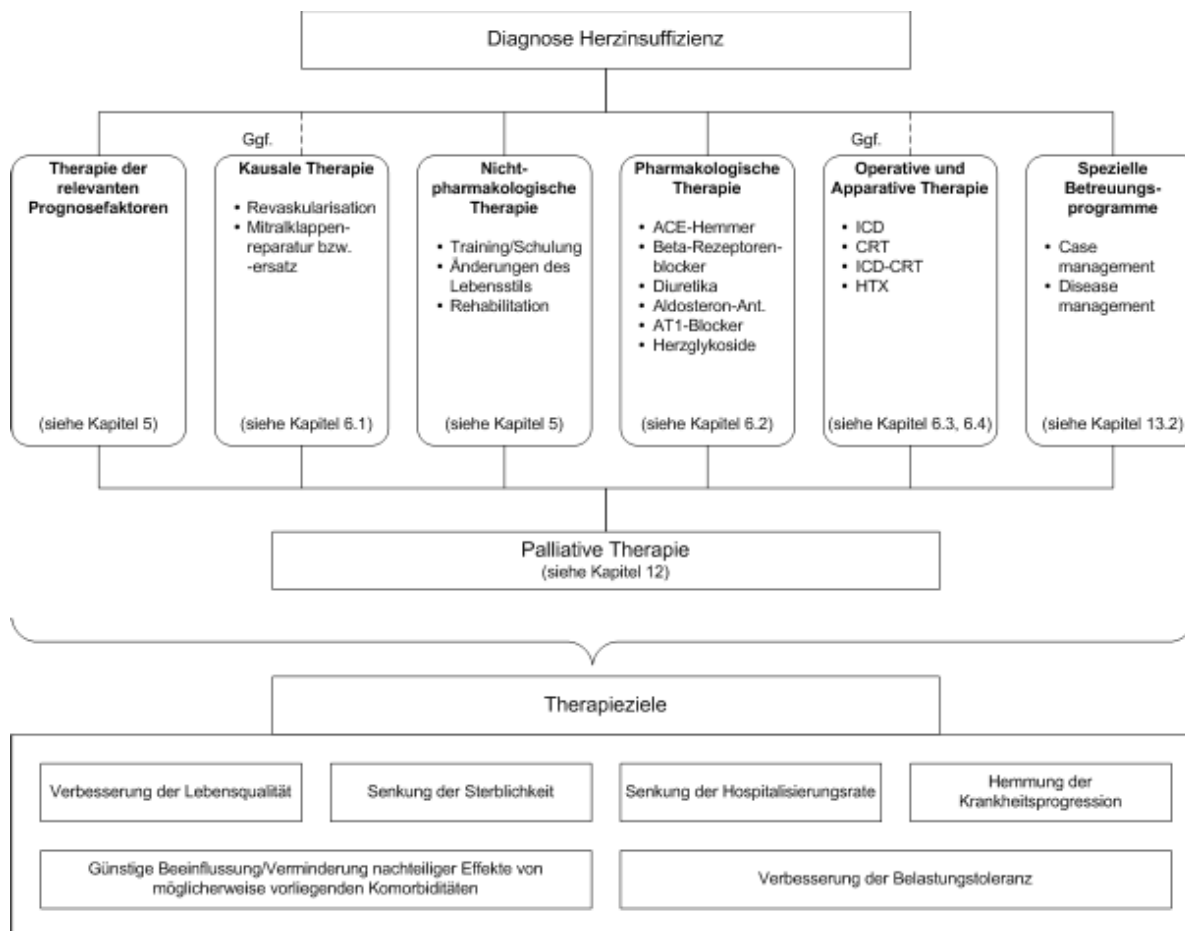 Diagnose Herzinsuffizienz
Ggf.
Ggf.
Therapie der
relevanten
Prognosefaktoren
(siehe Kapitel 5)
Kausale Therapie
▪ Revaskularisation
▪ Mitralklappen-
reparatur bzw.
-ersatz
(siehe Kapitel 6.1)
Nicht-
pharmakologische
Therapie
▪ Training/Schulung
▪ Änderungen des
Lebensstils
▪ Rehabilitation
(siehe Kapitel 5)
Pharmakologische
Therapie
▪ ACE-Hemmer
▪ Beta-Rezeptoren-
blocker
▪ Diuretika
▪ Aldosteron-Ant.
▪ AT1-Blocker
▪ Herzglykoside
(siehe Kapitel 6.2)
Operative und
Apparative Therapie
▪ ICD
▪ CRT
▪ ICD-CRT
▪ HTX
(siehe Kapitel 6.3, 6.4)
Spezielle
Betreuungs-
programme
▪ Case
management
▪ Disease
management
(siehe Kapitel 13.2)
Palliative Therapie
(siehe Kapitel 12)
Therapieziele
Verbesserung der Lebensqualität
Senkung der Sterblichkeit
Senkung der Hospitalisierungsrate
Hemmung der
Krankheitsprogression
Günstige Beeinflussung/Verminderung nachteiliger Effekte von
möglicherweise vorliegenden Komorbiditäten
Verbesserung der Belastungstoleranz